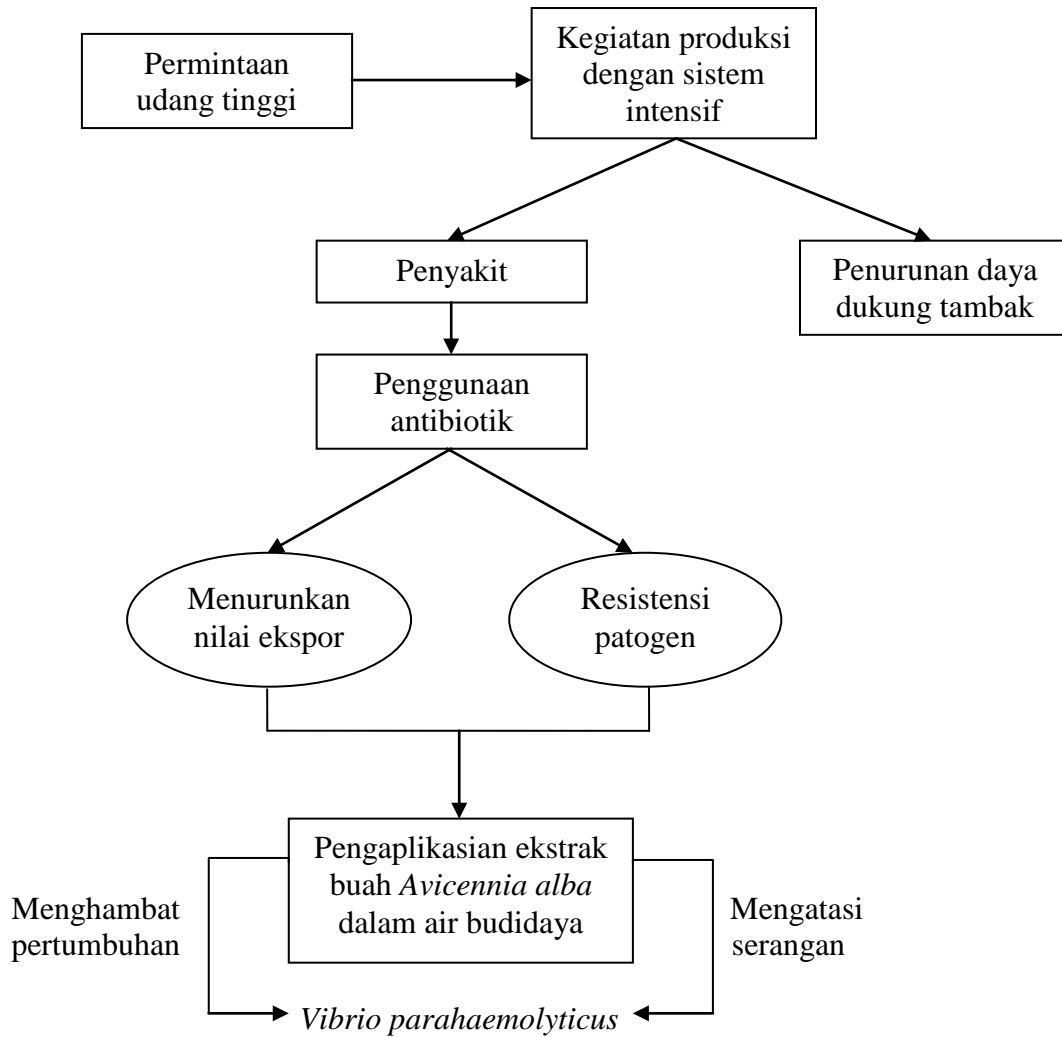 Permintaan
udang tinggi
Kegiatan produksi
dengan sistem
intensif
Penyakit
Penurunan daya
dukung tambak
Penggunaan
antibiotik
Menurunkan
nilai ekspor
Resistensi
patogen
Pengaplikasian ekstrak
buah Avicennia alba
dalam air budidaya
Menghambat
pertumbuhan
Mengatasi
serangan
Vibrio parahaemolyticus